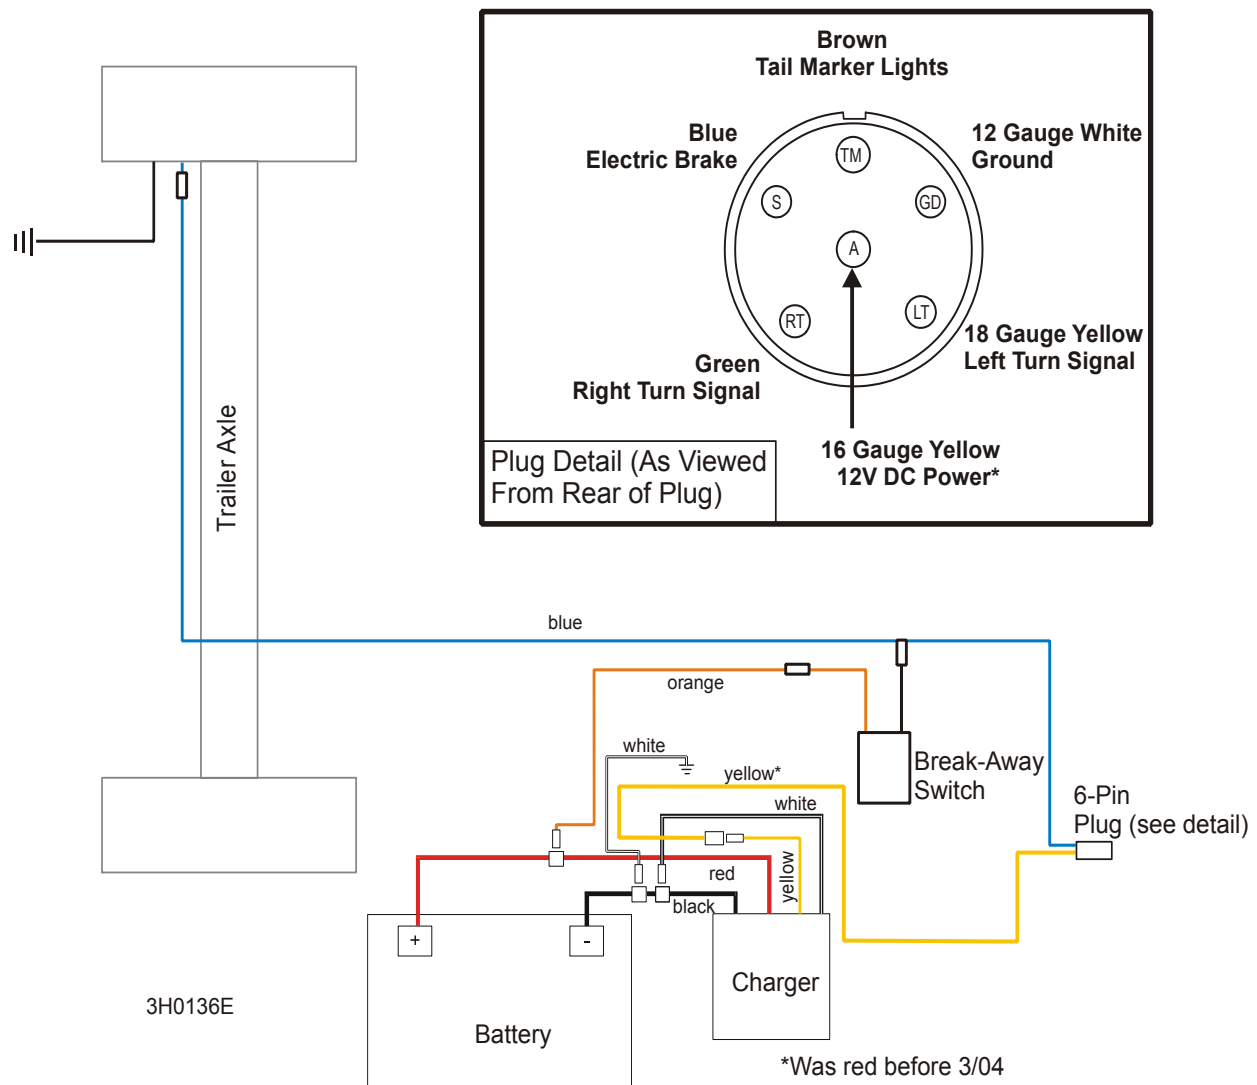 Brown
Tail Marker Lights
Blue
Electric Brake
12 Gauge White
Ground
TM
S
GD
A
RT
LT
18 Gauge Yellow
Left Turn Signal
Green
Right Turn Signal
16 Gauge Yellow
12V DC Power*
Plug Detail (As Viewed
From Rear of Plug)
Trailer Axle
blue
orange
white
yellow*
white
Break-Away
Switch
6-Pin
Plug (see detail)
red
yellow
black
+
-
Charger
3H0136E
Battery
*Was red before 3/04